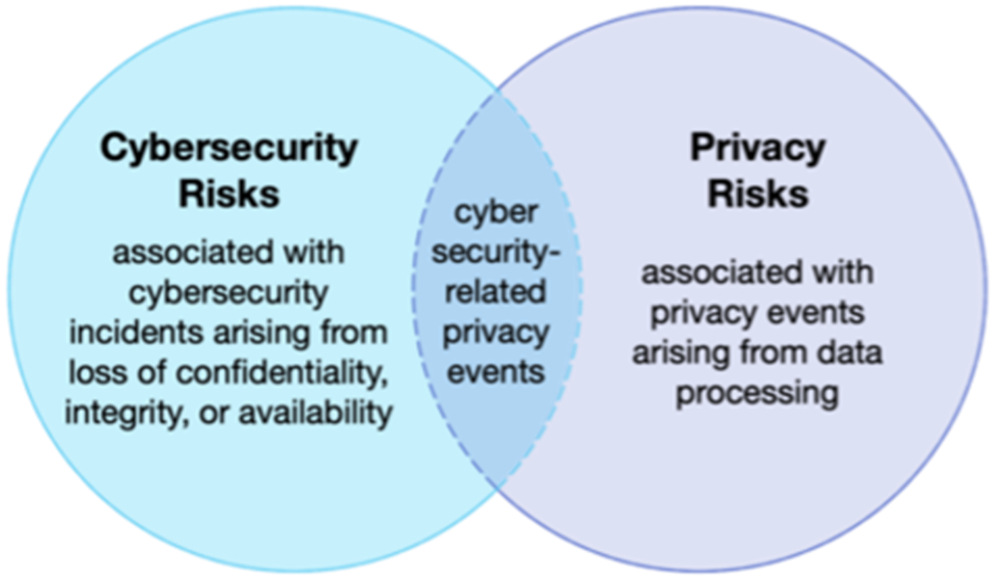 Cybersecurity
Risks
associated with
cybersecurity
incidents arising from
loss of confidentiality,
integrity, or availability
cyber
security-
related
privacy
events
Privacy
Risks
associated with
privacy events
arising from data
processing